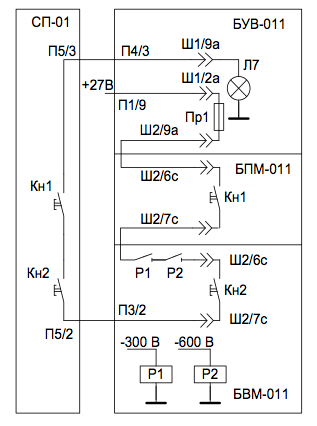 СП-01
БУВ-011
П5/3
П4/3
Ш1/9а
Л7
+27В
Ш1/2а
П1/9
Пр1
Ш2/9а
Ш2/6с
БПМ-011
Кн1
Кн1
Ш2/7с
Р1
Р2
Ш2/6с
Кн2
Кн2
П3/2
Ш2/7с
П5/2
-300 В
-600 В
Р1
Р2
БВМ-011